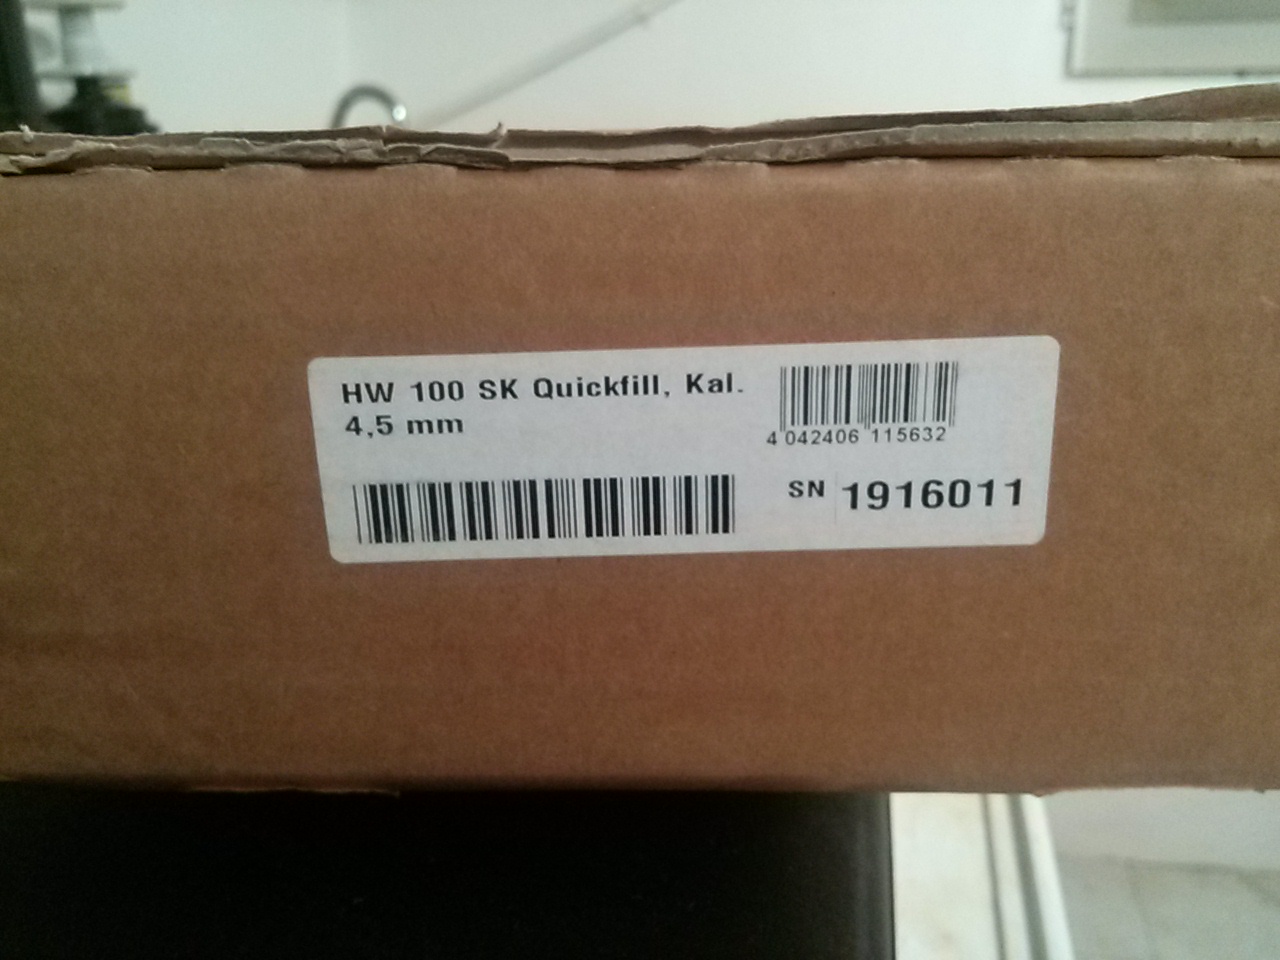 HW 100 SK Quickfill, Kal.
4,5 mm
4 042406 115632
SN 1916011